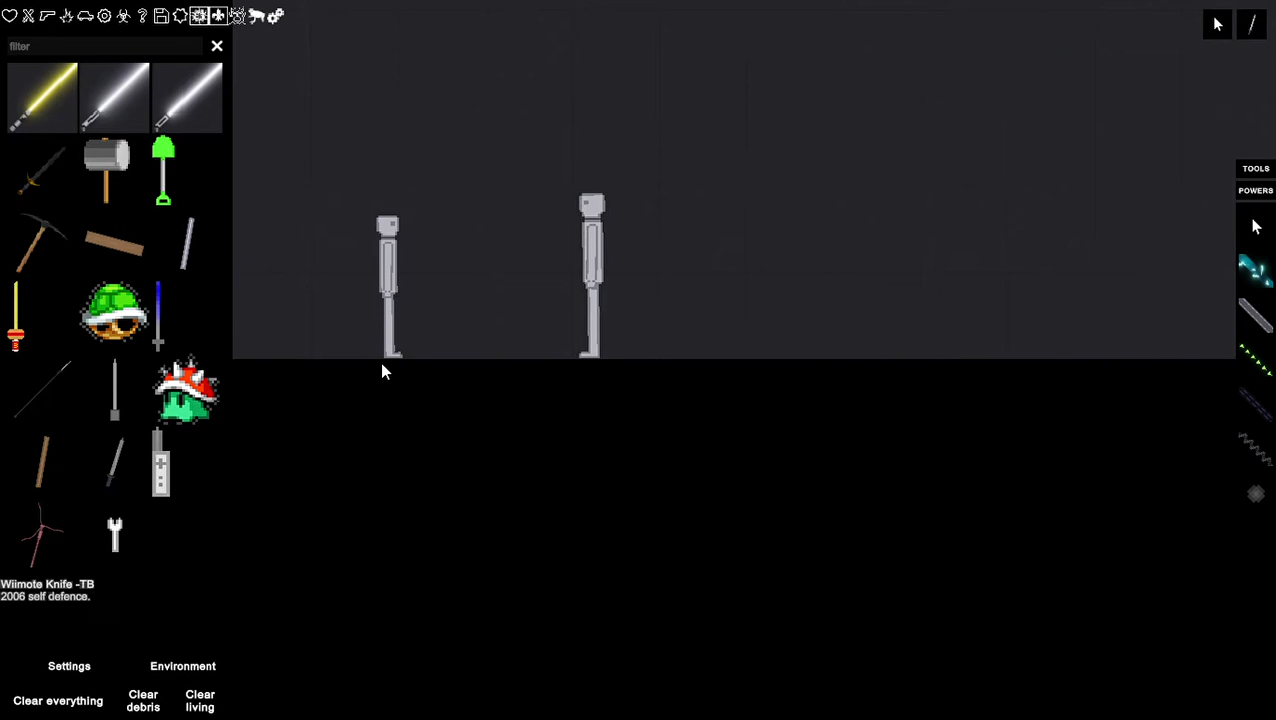 filter
TOOLS
POWERS
Wiimote Knife -TB
2006 self defence.
Settings
Environment
Clear everything
Clear debris
Clear living